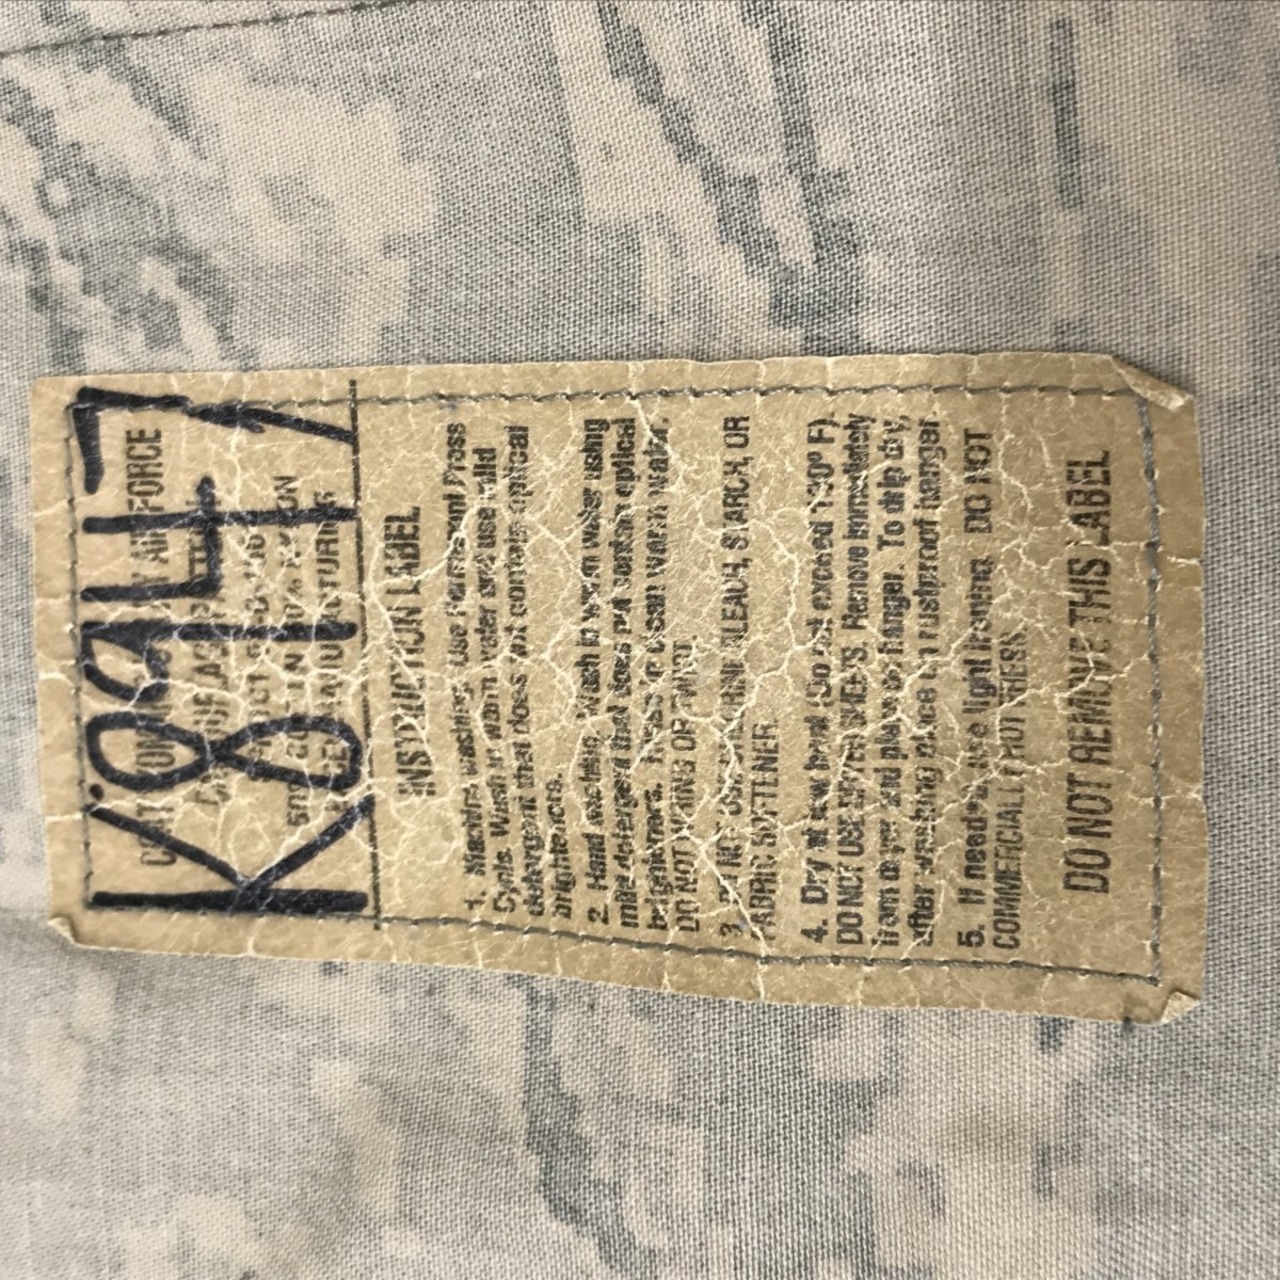 K8947
INSTRUCTION LABEL
1. Machine washing. Use Permanent Press
Cycle. Wash in warm water and use mild
detergent that does not contain optical
brighteners.
2. Hand washing. Wash in warm water using
mild detergent that does not contain optical
brighteners. Rinse in clean warm water.
DO NOT WRING OR TWIST.
3. DO NOT USE CHLORINE BLEACH, STARCH, OR
FABRIC SOFTENER.
4. Dry at low heat (Do not exceed 130° F).
DO NOT USE DRYER SHEETS. Remove immediately
from dryer and place on hanger. To drip dry,
after washing place on rustproof hanger.
5. If needed, use light ironing. DO NOT
COMMERCIALLY HOT PRESS.
DO NOT REMOVE THIS LABEL